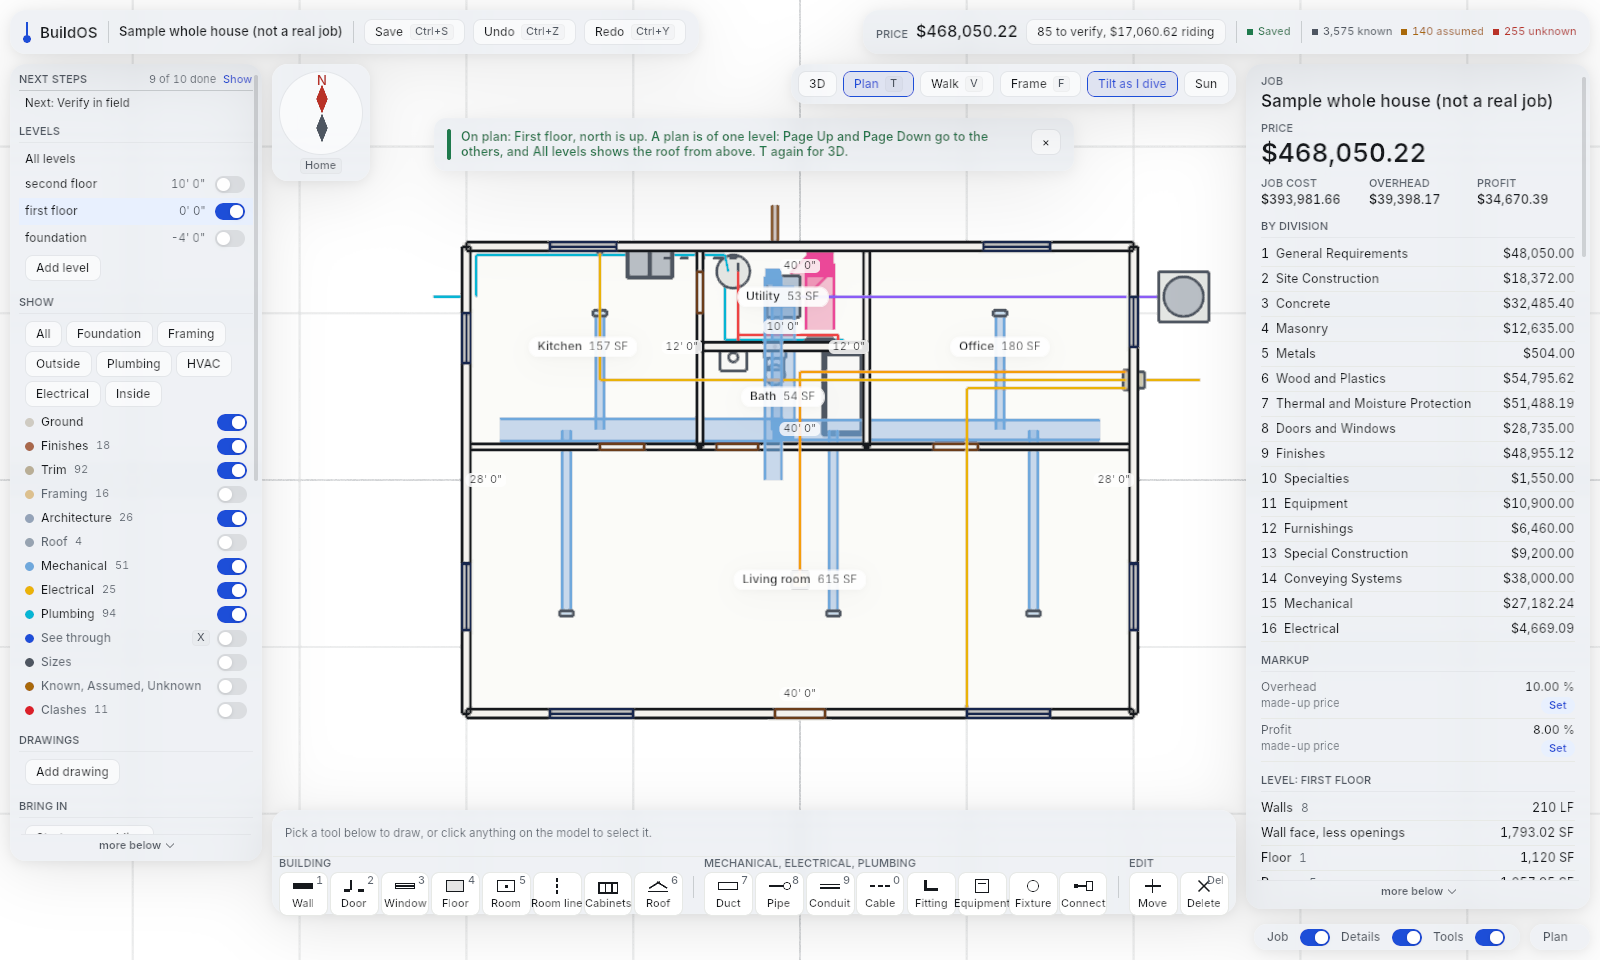 BuildOS
Sample whole house (not a real job)
Save Ctrl+S
Undo Ctrl+Z
Redo Ctrl+Y
PRICE $468,050.22
85 to verify, $17,060.62 riding
Saved
3,575 known
140 assumed
255 unknown
NEXT STEPS 9 of 10 done Show
Next: Verify in field
LEVELS
All levels
second floor 10' 0"
first floor 0' 0"
foundation -4' 0"
Add level
SHOW
All Foundation Framing
Outside Plumbing HVAC
Electrical Inside
Ground
Finishes 18
Trim 92
Framing 16
Architecture 26
Roof 4
Mechanical 51
Electrical 25
Plumbing 94
See through X
Sizes
Known, Assumed, Unknown
Clashes 11
DRAWINGS
Add drawing
BRING IN
more below
N
Home
3D
Plan T
Walk V
Frame F
Tilt as I dive
Sun
On plan: First floor, north is up. A plan is of one level: Page Up and Page Down go to the
others, and All levels shows the roof from above. T again for 3D.
×
40' 0"
Utility 53 SF
10' 0"
Kitchen 157 SF
12' 0"
12' 0"
Office 180 SF
Bath 54 SF
40' 0"
28' 0"
28' 0"
Living room 615 SF
40' 0"
Pick a tool below to draw, or click anything on the model to select it.
BUILDING
Wall 1
Door 2
Window 3
Floor 4
Room 5
Room line
Cabinets
Roof 6
MECHANICAL, ELECTRICAL, PLUMBING
Duct 7
Pipe 8
Conduit 9
Cable 0
Fitting
Equipment
Fixture
Connect
EDIT
Move
Delete Del
JOB
Sample whole house (not a real job)
PRICE
$468,050.22
JOB COST OVERHEAD PROFIT
$393,981.66 $39,398.17 $34,670.39
BY DIVISION
1 General Requirements $48,050.00
2 Site Construction $18,372.00
3 Concrete $32,485.40
4 Masonry $12,635.00
5 Metals $504.00
6 Wood and Plastics $54,795.62
7 Thermal and Moisture Protection $51,488.19
8 Doors and Windows $28,735.00
9 Finishes $48,955.12
10 Specialties $1,550.00
11 Equipment $10,900.00
12 Furnishings $6,460.00
13 Special Construction $9,200.00
14 Conveying Systems $38,000.00
15 Mechanical $27,182.24
16 Electrical $4,669.09
MARKUP
Overhead 10.00 %
made-up price Set
Profit 8.00 %
made-up price Set
LEVEL: FIRST FLOOR
Walls 8 210 LF
Wall face, less openings 1,793.02 SF
Floor 1 1,120 SF
more below
Job
Details
Tools
Plan